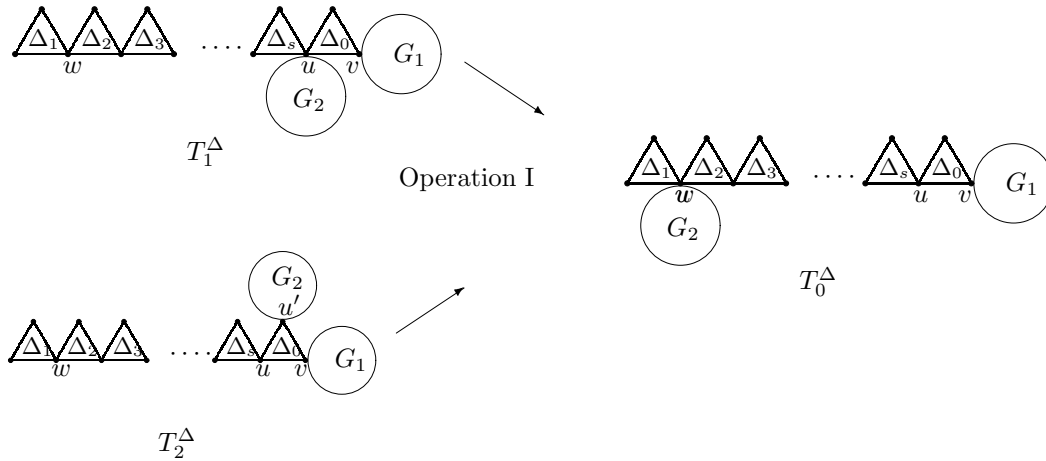 Δ₁ Δ₂ Δ₃ .... Δₛ Δ₀ G₁
w u v
G₂
T₁^Δ
Operation I
Δ₁ Δ₂ Δ₃ .... Δₛ Δ₀ G₁
w u v
G₂
T₀^Δ
G₂
u′
Δ₁ Δ₂ Δ₃ .... Δₛ Δ₀ G₁
w u v
T₂^Δ